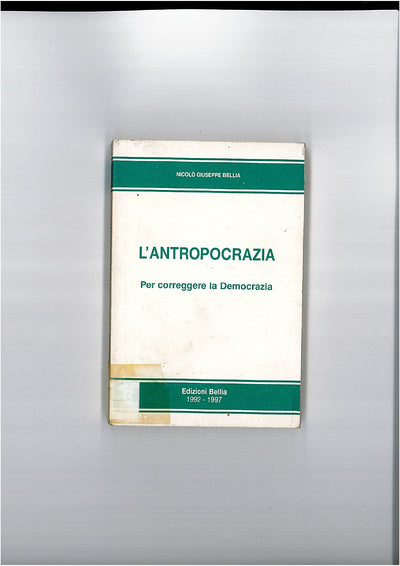 NICOLÒ GIUSEPPE BELLIA
L'ANTROPOCRAZIA
Per correggere la Democrazia
Edizioni Bellia
1992 - 1997